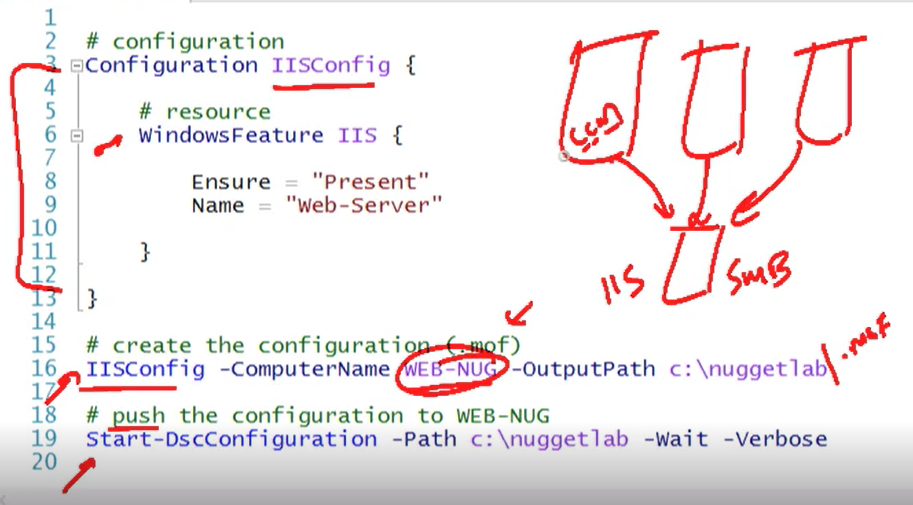 1
2 # configuration
3 Configuration IISConfig {
4
5 # resource
6 WindowsFeature IIS {
7
8 Ensure = "Present"
9 Name = "Web-Server"
10
11 }
12
13 }
14
15 # create the configuration (.mof)
16 IISConfig -ComputerName WEB-NUG -OutputPath c:\nuggetlab
17
18 # push the configuration to WEB-NUG
19 Start-DscConfiguration -Path c:\nuggetlab -Wait -Verbose
20
IIS
SMB
\.mof